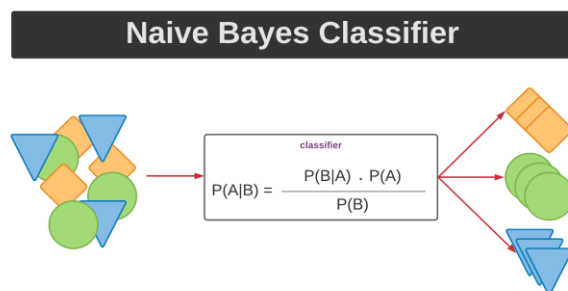 Naive Bayes Classifier
classifier
P(A|B) = P(B|A) . P(A)
P(B)